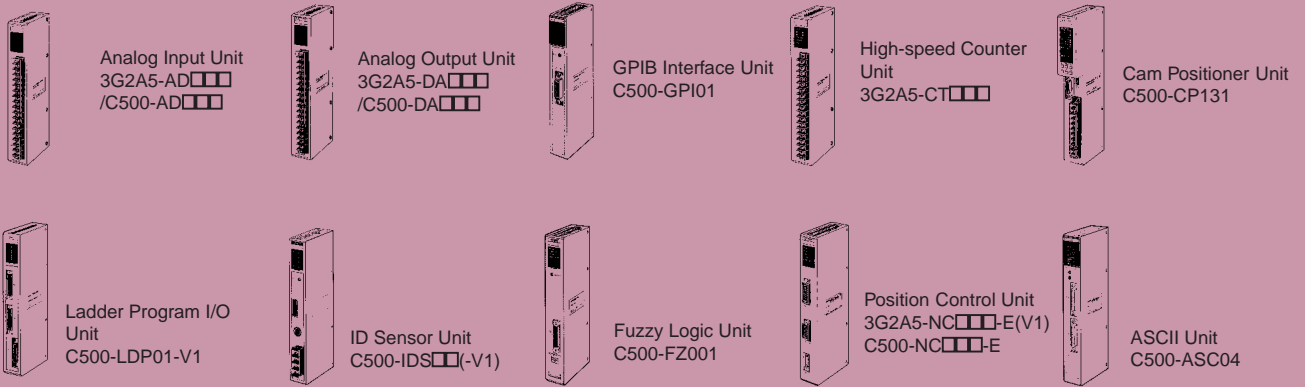 Analog Input Unit
3G2A5-AD□□□
/C500-AD□□□
Analog Output Unit
3G2A5-DA□□□
/C500-DA□□□
GPIB Interface Unit
C500-GPI01
High-speed Counter
Unit
3G2A5-CT□□□
Cam Positioner Unit
C500-CP131
Ladder Program I/O
Unit
C500-LDP01-V1
ID Sensor Unit
C500-IDS□□(-V1)
Fuzzy Logic Unit
C500-FZ001
Position Control Unit
3G2A5-NC□□□-E(V1)
C500-NC□□□-E
ASCII Unit
C500-ASC04